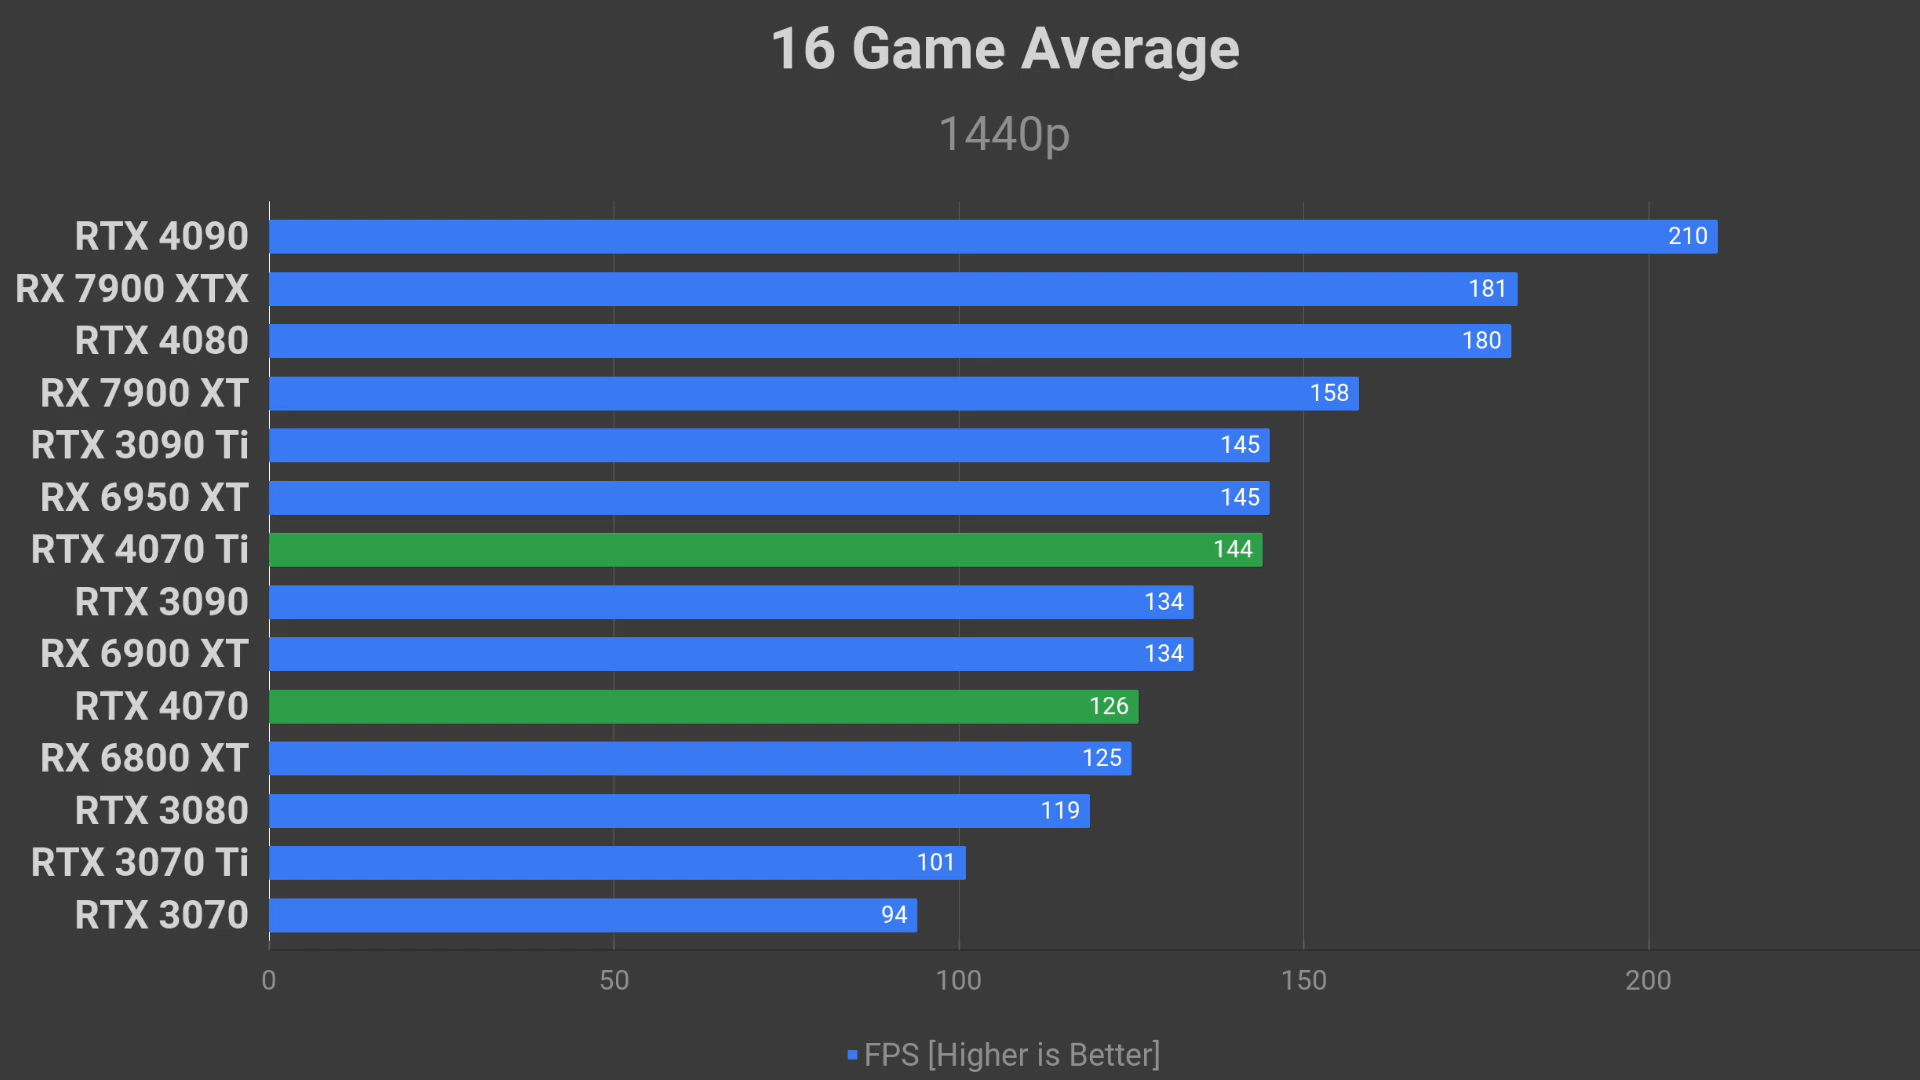 16 Game Average
1440p
RTX 4090 210
RX 7900 XTX 181
RTX 4080 180
RX 7900 XT 158
RTX 3090 Ti 145
RX 6950 XT 145
RTX 4070 Ti 144
RTX 3090 134
RX 6900 XT 134
RTX 4070 126
RX 6800 XT 125
RTX 3080 119
RTX 3070 Ti 101
RTX 3070 94
0 50 100 150 200
FPS [Higher is Better]